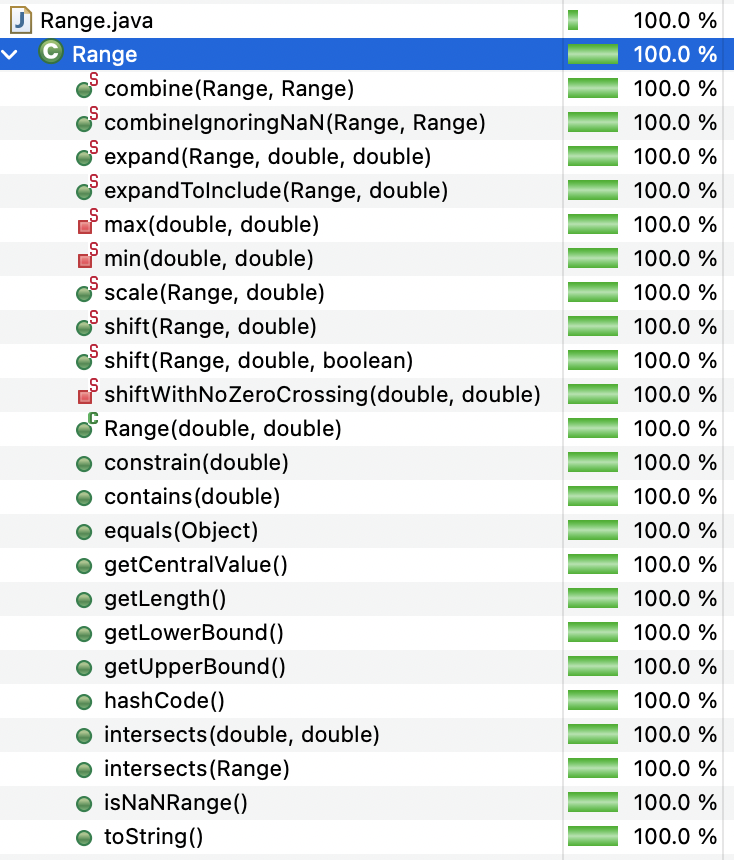 J Range.java 100.0 %
C Range 100.0 %
S combine(Range, Range) 100.0 %
S combineIgnoringNaN(Range, Range) 100.0 %
S expand(Range, double, double) 100.0 %
S expandToInclude(Range, double) 100.0 %
S max(double, double) 100.0 %
S min(double, double) 100.0 %
S scale(Range, double) 100.0 %
S shift(Range, double) 100.0 %
S shift(Range, double, boolean) 100.0 %
S shiftWithNoZeroCrossing(double, double) 100.0 %
C Range(double, double) 100.0 %
constrain(double) 100.0 %
contains(double) 100.0 %
equals(Object) 100.0 %
getCentralValue() 100.0 %
getLength() 100.0 %
getLowerBound() 100.0 %
getUpperBound() 100.0 %
hashCode() 100.0 %
intersects(double, double) 100.0 %
intersects(Range) 100.0 %
isNaNRange() 100.0 %
toString() 100.0 %